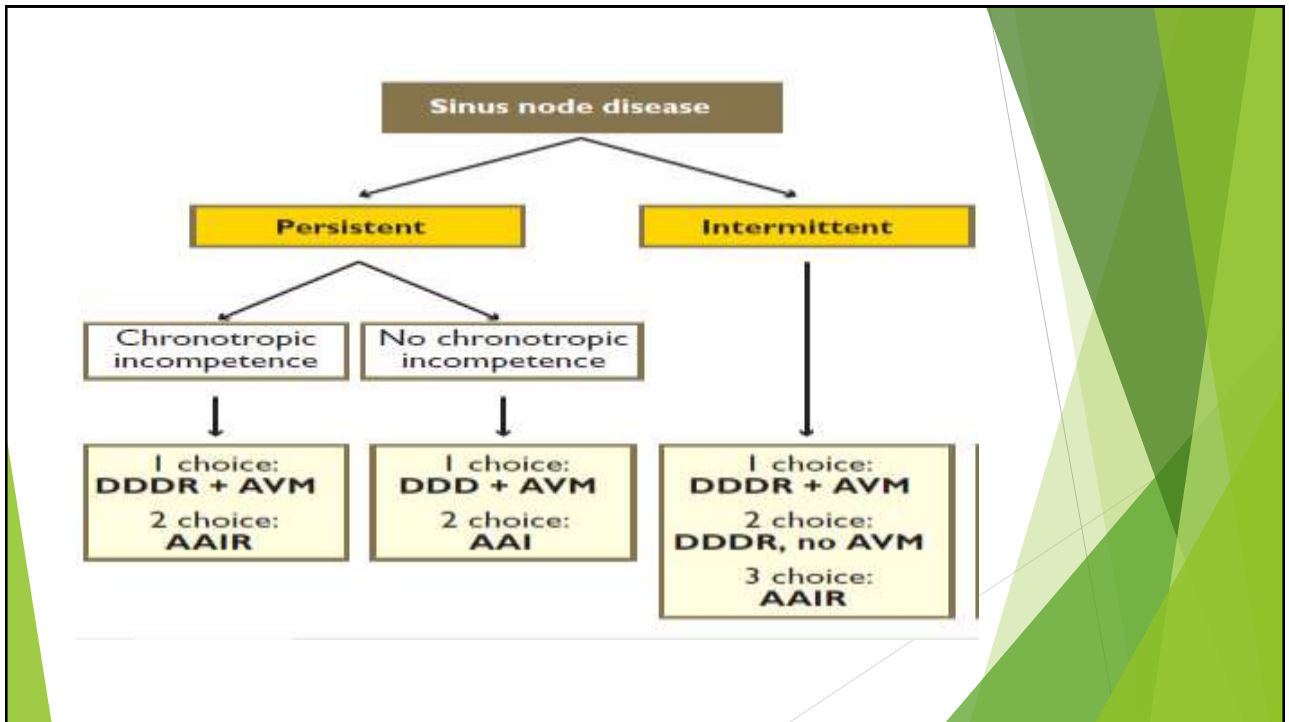 Sinus node disease
Persistent
Intermittent
Chronotropic
incompetence
No chronotropic
incompetence
1 choice:
DDDR + AVM
2 choice:
AAIR
1 choice:
DDD + AVM
2 choice:
AAI
1 choice:
DDDR + AVM
2 choice:
DDDR, no AVM
3 choice:
AAIR